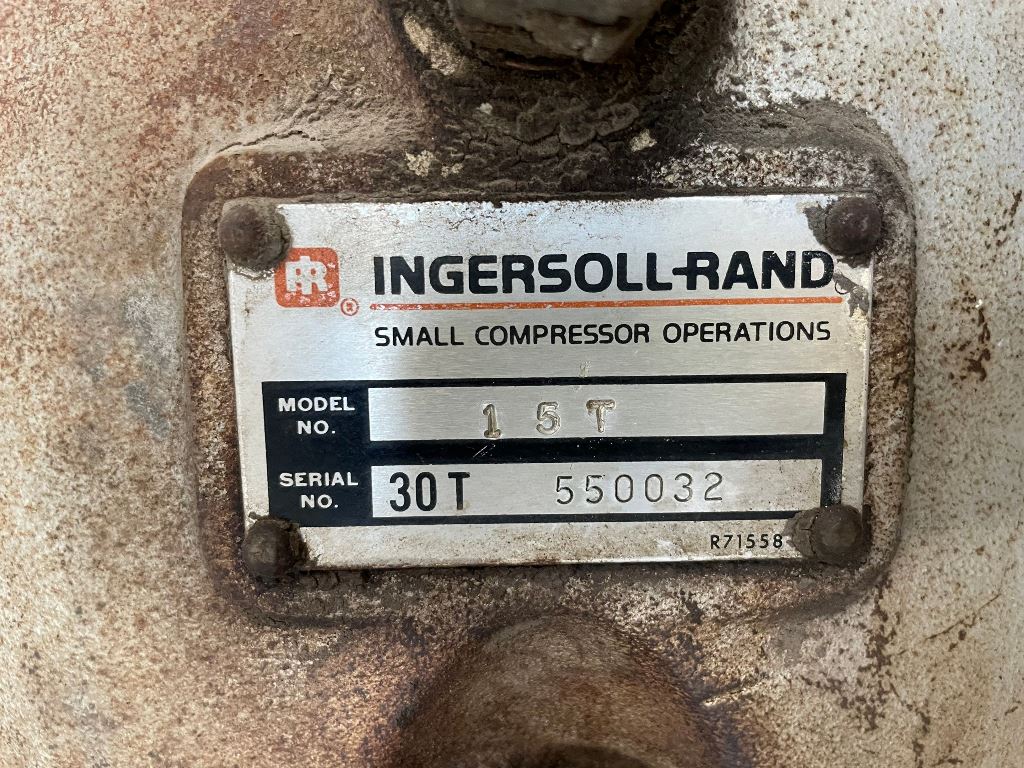 IR ® INGERSOLL-RAND®
SMALL COMPRESSOR OPERATIONS
MODEL NO. 15T
SERIAL NO. 30T 550032
R71558